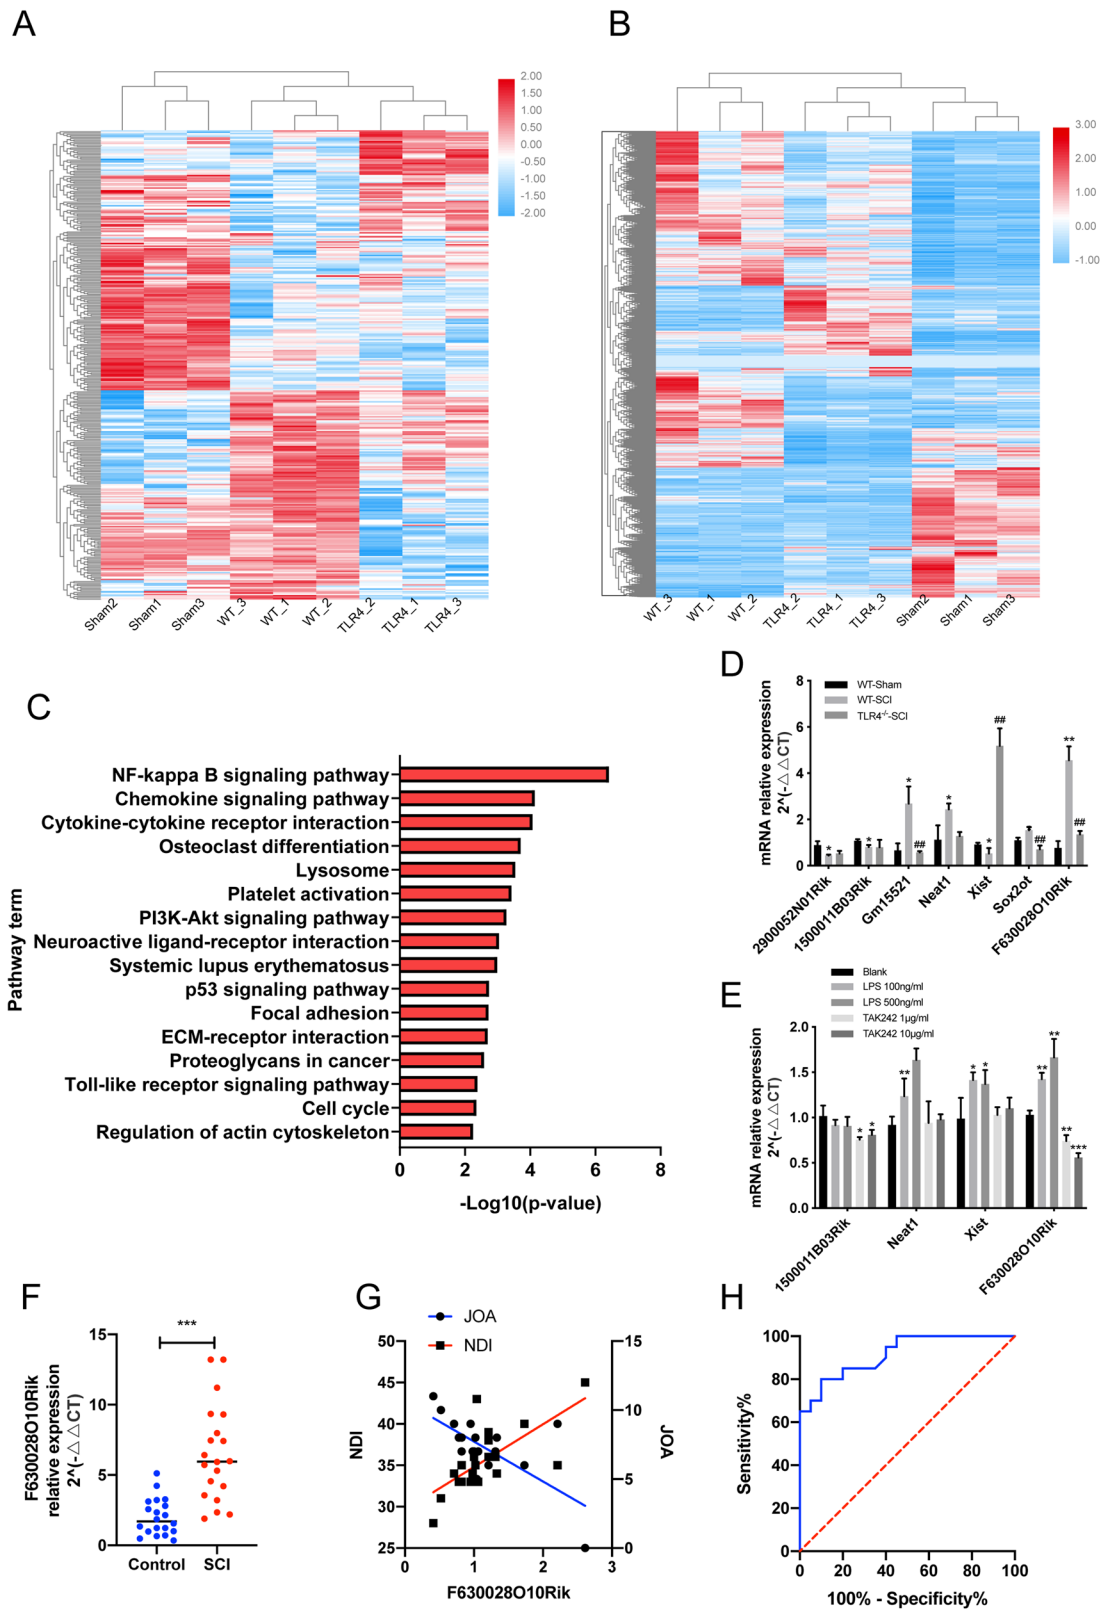 A
B
2.00
1.50
1.00
0.50
0.00
-0.50
-1.00
-1.50
-2.00
3.00
2.00
1.00
0.00
-1.00
Sham2
Sham1
Sham3
WT_3
WT_1
WT_2
TLR4_2
TLR4_1
TLR4_3
WT_3
WT_1
WT_2
TLR4_2
TLR4_1
TLR4_3
Sham2
Sham1
Sham3
C
Pathway term
NF-kappa B signaling pathway
Chemokine signaling pathway
Cytokine-cytokine receptor interaction
Osteoclast differentiation
Lysosome
Platelet activation
PI3K-Akt signaling pathway
Neuroactive ligand-receptor interaction
Systemic lupus erythematosus
p53 signaling pathway
Focal adhesion
ECM-receptor interaction
Proteoglycans in cancer
Toll-like receptor signaling pathway
Cell cycle
Regulation of actin cytoskeleton
0 2 4 6 8
-Log10(p-value)
D
mRNA relative expression
2^(-△△CT)
8
6
4
2
0
WT-Sham
WT-SCI
TLR4-/--SCI
* * * ## * * ## ## ** ##
2900052N01Rik
1500011B03Rik
Gm15521
Neat1
Xist
Sox2ot
F630028O10Rik
E
mRNA relative expression
2^(-△△CT)
Blank
LPS 100ng/ml
LPS 500ng/ml
TAK242 1μg/ml
TAK242 10μg/ml
2.0
1.5
1.0
0.5
0.0
* * ** * * ** ** ** ***
1500011B03Rik
Neat1
Xist
F630028O10Rik
F
F630028O10Rik
relative expression
2^(-△△CT)
15
10
5
0
***
Control SCI
G
JOA
NDI
NDI
50
45
40
35
30
25
15
10
5
0
JOA
0 1 2 3
F630028O10Rik
H
Sensitivity%
100
80
60
40
20
0
0 20 40 60 80 100
100% - Specificity%